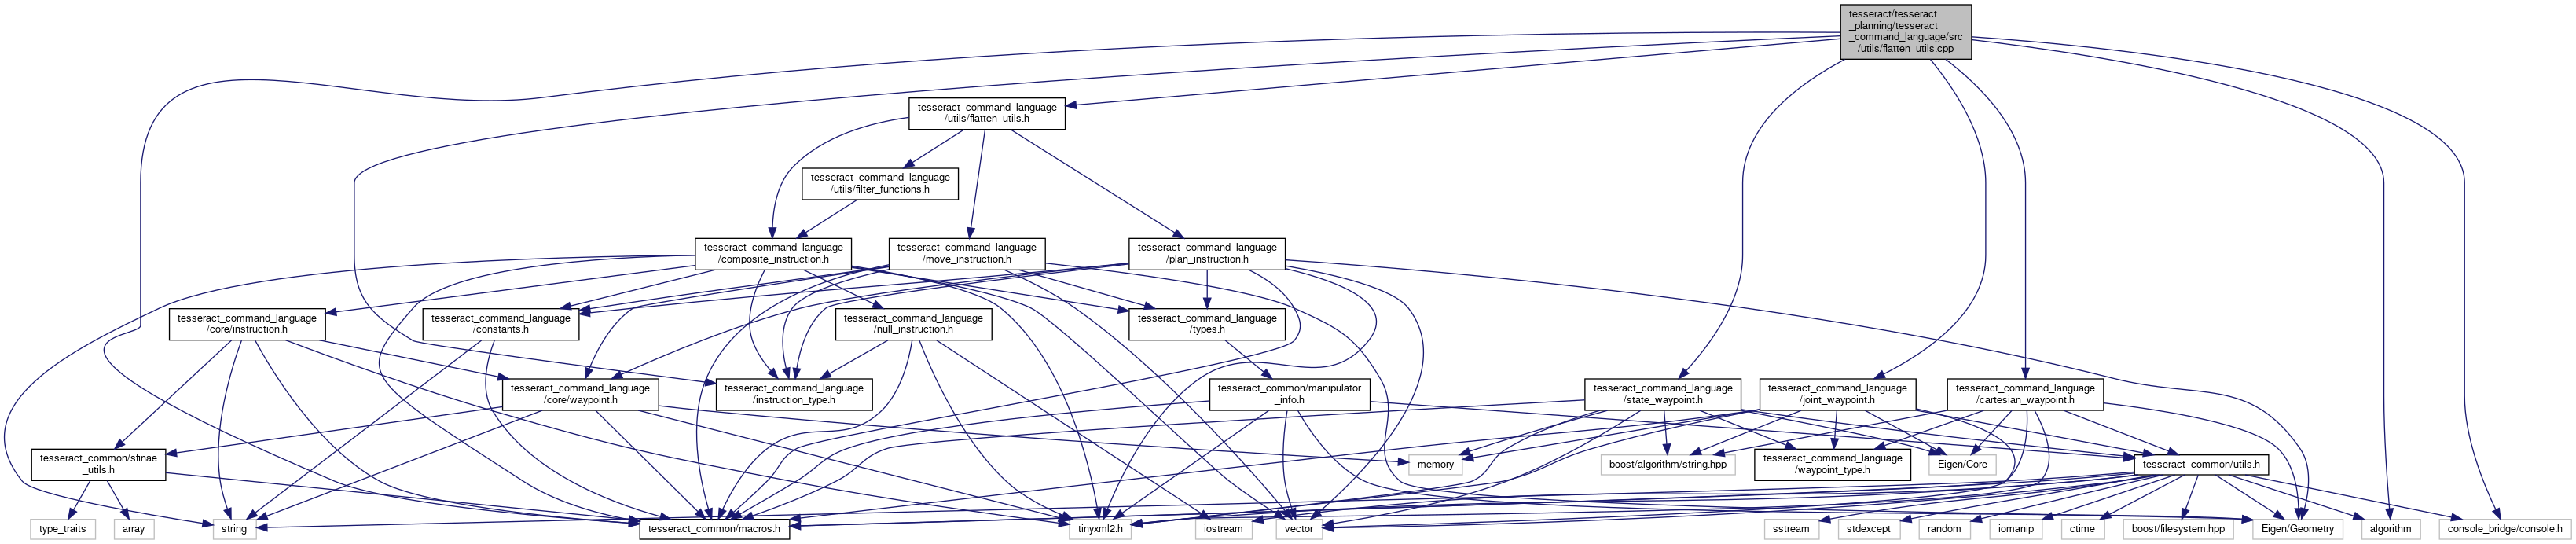 tesseract/tesseract
_planning/tesseract
_command_language/src
/utils/flatten_utils.cpp
tesseract_command_language
/utils/flatten_utils.h
tesseract_command_language
/utils/filter_functions.h
tesseract_command_language
/composite_instruction.h
tesseract_command_language
/move_instruction.h
tesseract_command_language
/plan_instruction.h
tesseract_command_language
/core/instruction.h
tesseract_command_language
/constants.h
tesseract_command_language
/null_instruction.h
tesseract_command_language
/types.h
tesseract_command_language
/core/waypoint.h
tesseract_command_language
/instruction_type.h
tesseract_common/manipulator
_info.h
tesseract_command_language
/state_waypoint.h
tesseract_command_language
/joint_waypoint.h
tesseract_command_language
/cartesian_waypoint.h
tesseract_common/sfinae
_utils.h
memory
boost/algorithm/string.hpp
tesseract_command_language
/waypoint_type.h
Eigen/Core
tesseract_common/utils.h
type_traits
array
string
tesseract_common/macros.h
tinyxml2.h
iostream
vector
sstream
stdexcept
random
iomanip
ctime
boost/filesystem.hpp
Eigen/Geometry
algorithm
console_bridge/console.h